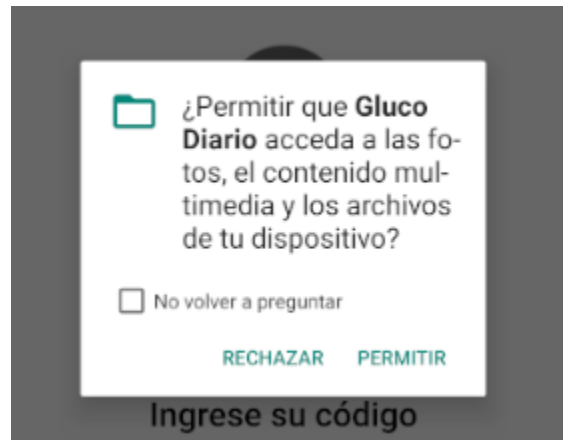 ¿Permitir que Gluco
Diario acceda a las fo-
tos, el contenido mul-
timedia y los archivos
de tu dispositivo?
No volver a preguntar
RECHAZAR PERMITIR
Ingrese su código